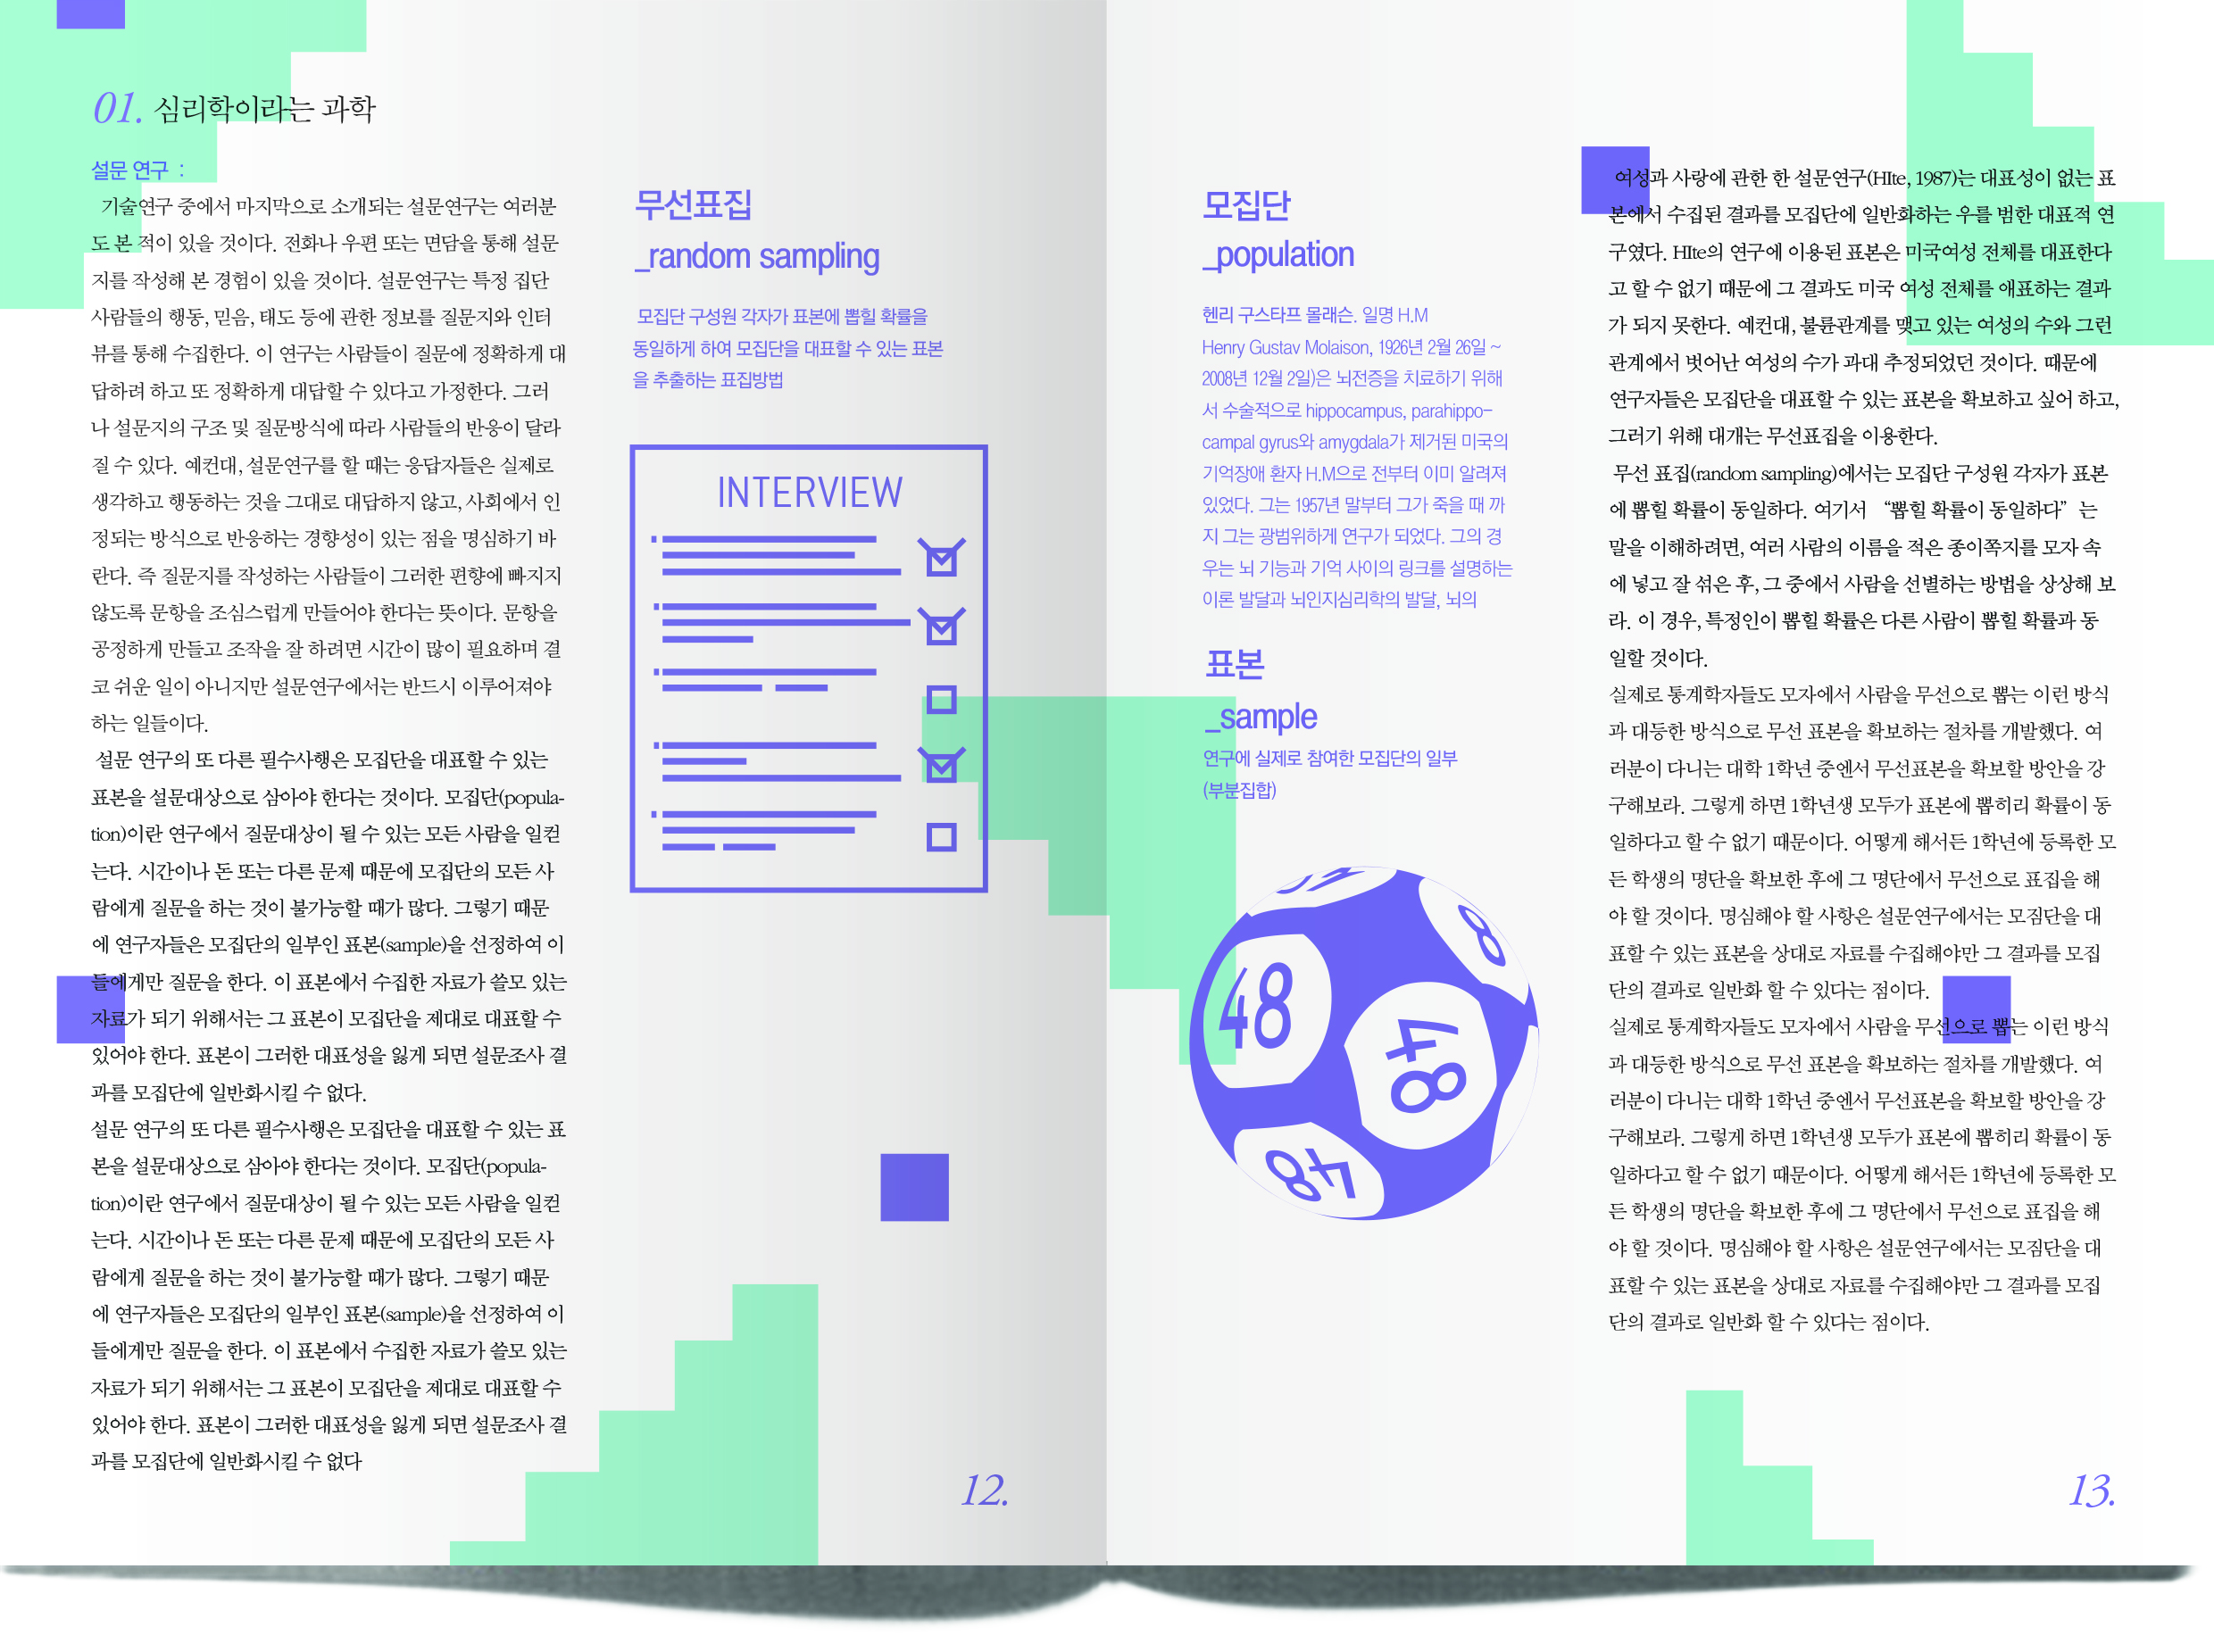 01. 심리학이라는 과학
설문 연구 :
기술연구 중에서 마지막으로 소개되는 설문연구는 여러분
도 본 적이 있을 것이다. 전화나 우편 또는 면담을 통해 설문
지를 작성해 본 경험이 있을 것이다. 설문연구는 특정 집단
사람들의 행동, 믿음, 태도 등에 관한 정보를 질문지와 인터
뷰를 통해 수집한다. 이 연구는 사람들이 질문에 정확하게 대
답하려 하고 또 정확하게 대답할 수 있다고 가정한다. 그러
나 설문지의 구조 및 질문방식에 따라 사람들의 반응이 달라
질 수 있다. 예컨대, 설문연구를 할 때는 응답자들은 실제로
생각하고 행동하는 것을 그대로 대답하지 않고, 사회에서 인
정되는 방식으로 반응하는 경향성이 있는 점을 명심하기 바
란다. 즉 질문지를 작성하는 사람들이 그러한 편향에 빠지지
않도록 문항을 조심스럽게 만들어야 한다는 뜻이다. 문항을
공정하게 만들고 조작을 잘 하려면 시간이 많이 필요하며 결
코 쉬운 일이 아니지만 설문연구에서는 반드시 이루어져야
하는 일들이다.
설문 연구의 또 다른 필수사행은 모집단을 대표할 수 있는
표본을 설문대상으로 삼아야 한다는 것이다. 모집단(popula-
tion)이란 연구에서 질문대상이 될 수 있는 모든 사람을 일컫
는다. 시간이나 돈 또는 다른 문제 때문에 모집단의 모든 사
람에게 질문을 하는 것이 불가능할 때가 많다. 그렇기 때문
에 연구자들은 모집단의 일부인 표본(sample)을 선정하여 이
들에게만 질문을 한다. 이 표본에서 수집한 자료가 쓸모 있는
자료가 되기 위해서는 그 표본이 모집단을 제대로 대표할 수
있어야 한다. 표본이 그러한 대표성을 잃게 되면 설문조사 결
과를 모집단에 일반화시킬 수 없다.
설문 연구의 또 다른 필수사행은 모집단을 대표할 수 있는 표
본을 설문대상으로 삼아야 한다는 것이다. 모집단(popula-
tion)이란 연구에서 질문대상이 될 수 있는 모든 사람을 일컫
는다. 시간이나 돈 또는 다른 문제 때문에 모집단의 모든 사
람에게 질문을 하는 것이 불가능할 때가 많다. 그렇기 때문
에 연구자들은 모집단의 일부인 표본(sample)을 선정하여 이
들에게만 질문을 한다. 이 표본에서 수집한 자료가 쓸모 있는
자료가 되기 위해서는 그 표본이 모집단을 제대로 대표할 수
있어야 한다. 표본이 그러한 대표성을 잃게 되면 설문조사 결
과를 모집단에 일반화시킬 수 없다
무선표집
_random sampling
모집단 구성원 각자가 표본에 뽑힐 확률을
동일하게 하여 모집단을 대표할 수 있는 표본
을 추출하는 표집방법
INTERVIEW
12.
모집단
_population
헨리 구스타프 몰래슨. 일명 H.M
Henry Gustav Molaison, 1926년 2월 26일 ~
2008년 12월 2일)은 뇌전증을 치료하기 위해
서 수술적으로 hippocampus, parahippo-
campal gyrus와 amygdala가 제거된 미국의
기억장애 환자 H.M으로 전부터 이미 알려져
있었다. 그는 1957년 말부터 그가 죽을 때 까
지 그는 광범위하게 연구가 되었다. 그의 경
우는 뇌 기능과 기억 사이의 링크를 설명하는
이론 발달과 뇌인지심리학의 발달, 뇌의
표본
_sample
연구에 실제로 참여한 모집단의 일부
(부분집합)
8
48
48
48
여성과 사랑에 관한 한 설문연구(HIte, 1987)는 대표성이 없는 표
본에서 수집된 결과를 모집단에 일반화하는 우를 범한 대표적 연
구였다. HIte의 연구에 이용된 표본은 미국여성 전체를 대표한다
고 할 수 없기 때문에 그 결과도 미국 여성 전체를 애표하는 결과
가 되지 못한다. 예컨대, 불륜관계를 맺고 있는 여성의 수와 그런
관계에서 벗어난 여성의 수가 과대 추정되었던 것이다. 때문에
연구자들은 모집단을 대표할 수 있는 표본을 확보하고 싶어 하고,
그러기 위해 대개는 무선표집을 이용한다.
무선 표집(random sampling)에서는 모집단 구성원 각자가 표본
에 뽑힐 확률이 동일하다. 여기서 “뽑힐 확률이 동일하다” 는
말을 이해하려면, 여러 사람의 이름을 적은 종이쪽지를 모자 속
에 넣고 잘 섞은 후, 그 중에서 사람을 선별하는 방법을 상상해 보
라. 이 경우, 특정인이 뽑힐 확률은 다른 사람이 뽑힐 확률과 동
일할 것이다.
실제로 통계학자들도 모자에서 사람을 무선으로 뽑는 이런 방식
과 대등한 방식으로 무선 표본을 확보하는 절차를 개발했다. 여
러분이 다니는 대학 1학년 중엔서 무선표본을 확보할 방안을 강
구해보라. 그렇게 하면 1학년생 모두가 표본에 뽑히리 확률이 동
일하다고 할 수 없기 때문이다. 어떻게 해서든 1학년에 등록한 모
든 학생의 명단을 확보한 후에 그 명단에서 무선으로 표집을 해
야 할 것이다. 명심해야 할 사항은 설문연구에서는 모짐단을 대
표할 수 있는 표본을 상대로 자료를 수집해야만 그 결과를 모집
단의 결과로 일반화 할 수 있다는 점이다.
실제로 통계학자들도 모자에서 사람을 무선으로 뽑는 이런 방식
과 대등한 방식으로 무선 표본을 확보하는 절차를 개발했다. 여
러분이 다니는 대학 1학년 중엔서 무선표본을 확보할 방안을 강
구해보라. 그렇게 하면 1학년생 모두가 표본에 뽑히리 확률이 동
일하다고 할 수 없기 때문이다. 어떻게 해서든 1학년에 등록한 모
든 학생의 명단을 확보한 후에 그 명단에서 무선으로 표집을 해
야 할 것이다. 명심해야 할 사항은 설문연구에서는 모짐단을 대
표할 수 있는 표본을 상대로 자료를 수집해야만 그 결과를 모집
단의 결과로 일반화 할 수 있다는 점이다.
13.